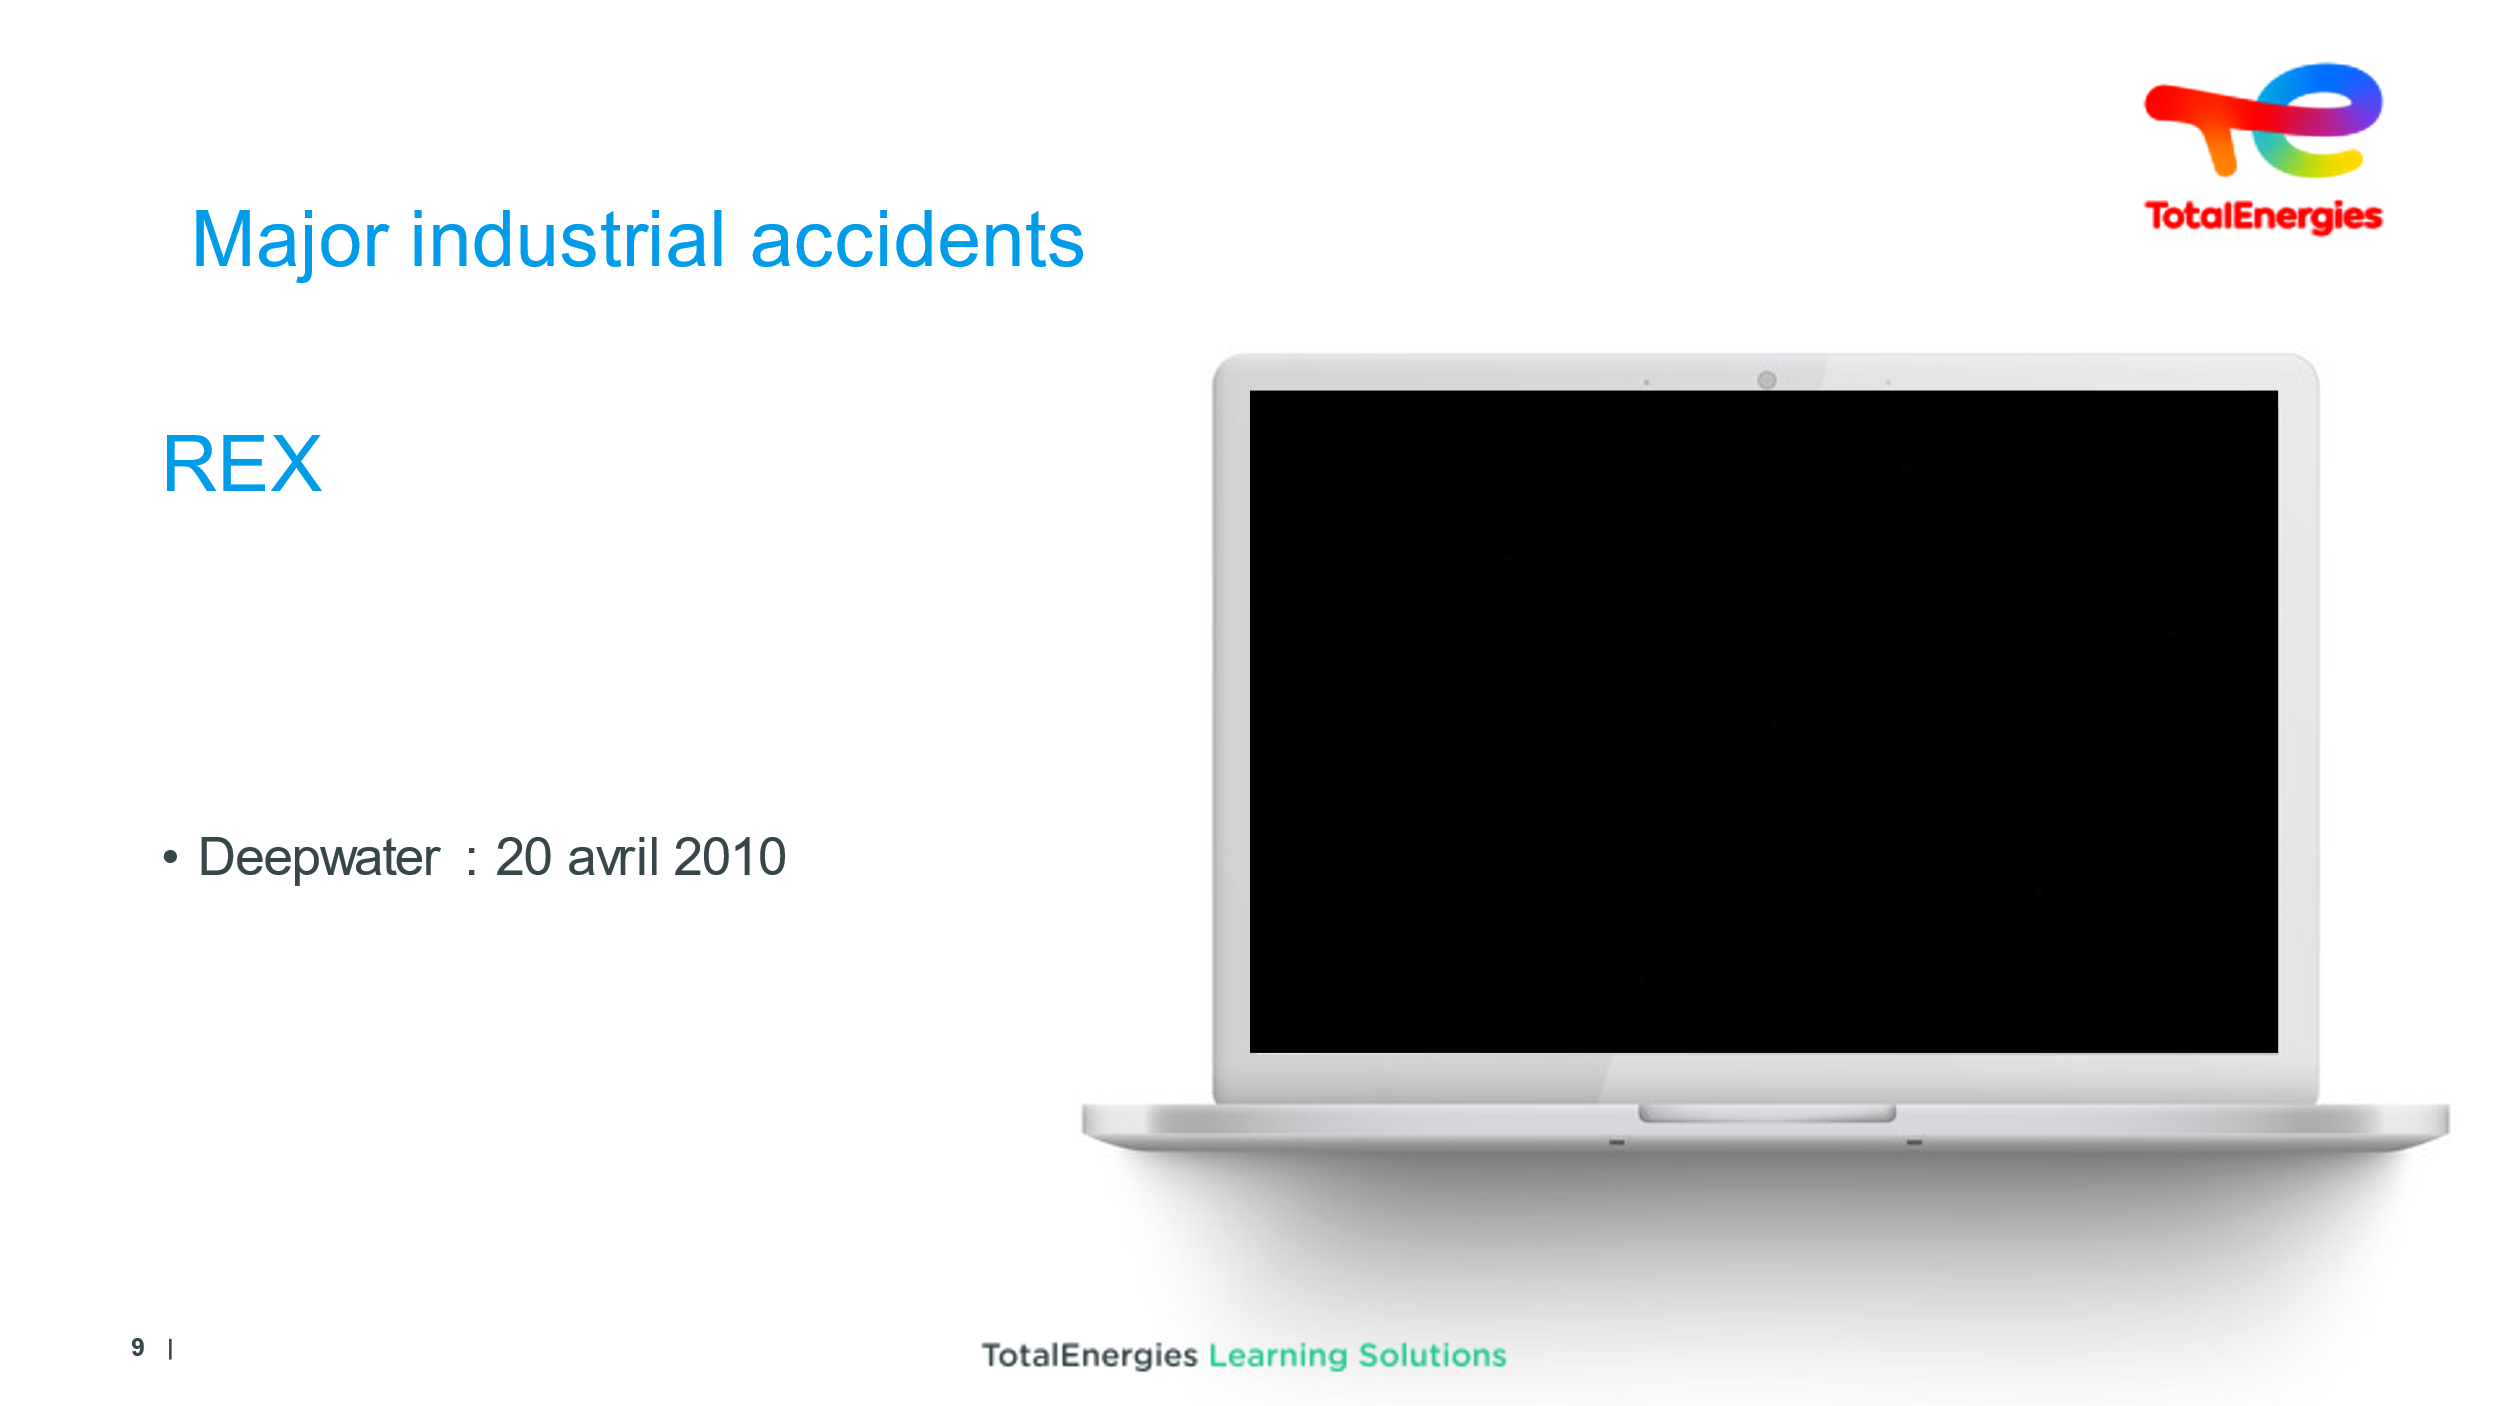 TotalEnergies
Major industrial accidents
REX
• Deepwater : 20 avril 2010
9 |
TotalEnergies Learning Solutions